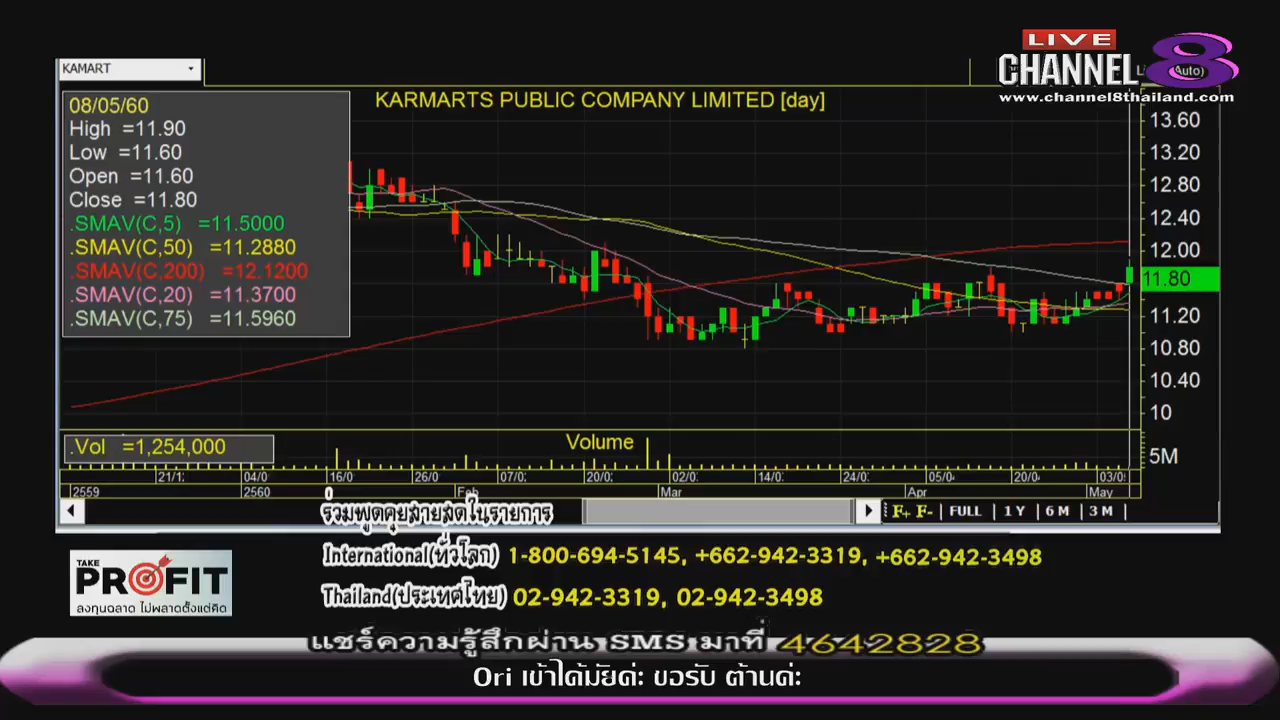 LIVE
CHANNEL 8
(Auto)
www.channel8thailand.com
KAMART
KARMARTS PUBLIC COMPANY LIMITED [day]
08/05/60
High =11.90
Low =11.60
Open =11.60
Close =11.80
.SMAV(C,5) =11.5000
.SMAV(C,50) =11.2880
.SMAV(C,200) =12.1200
.SMAV(C,20) =11.3700
.SMAV(C,75) =11.5960
13.60
13.20
12.80
12.40
12.00
11.80
11.20
10.80
10.40
10
.Vol =1,254,000
Volume
5M
21/1: 04/0 16/0 26/0 07/0: 20/0: 02/0: 14/0: 24/0: 05/0 20/0: 03/0
2559 2560 Feb Mar Apr May
F+ F- FULL 1 Y 6 M 3 M
ร่วมพูดคุยสายสดในรายการ
International(ทั่วโลก) 1-800-694-5145, +662-942-3319, +662-942-3498
Thailand(ประเทศไทย) 02-942-3319, 02-942-3498
TAKE
PROFIT
ลงทุนฉลาด ไม่พลาดตั้งแต่คิด
แชร์ความรู้สึกผ่าน SMS มาที่ 4642828
Ori เข้าได้มัยค่ะ ขอรับ ต้านค่ะ